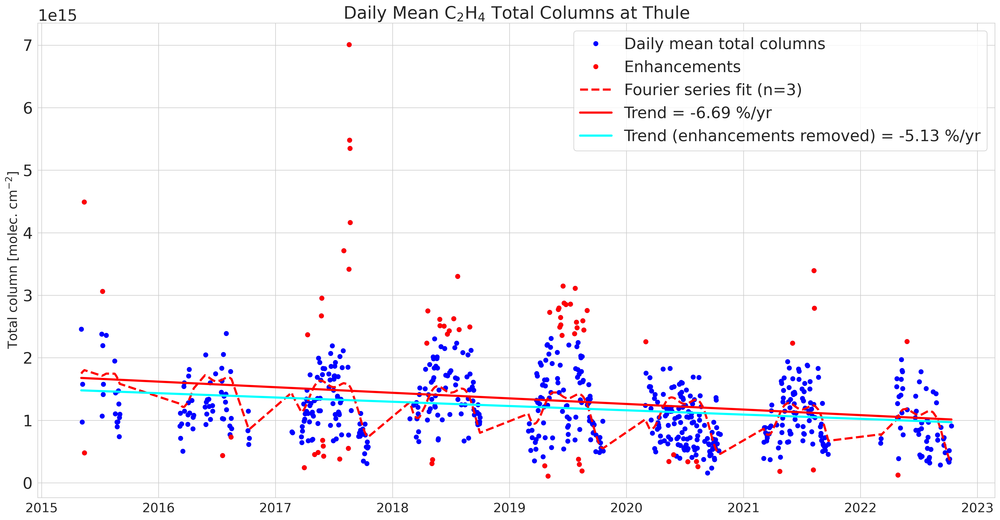 Daily Mean C₂H₄ Total Columns at Thule
1e15
7
6
5
4
3
2
1
0
Total column [molec. cm⁻²]
Daily mean total columns
Enhancements
Fourier series fit (n=3)
Trend = -6.69 %/yr
Trend (enhancements removed) = -5.13 %/yr
2015 2016 2017 2018 2019 2020 2021 2022 2023